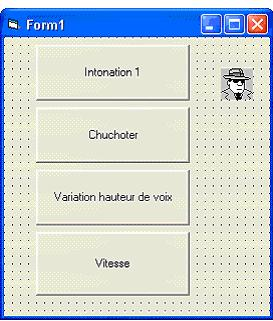 Form1
Intonation 1
Chuchoter
Variation hauteur de voix
Vitesse